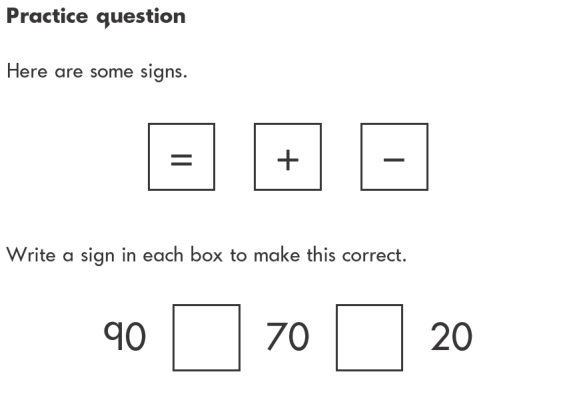 Practice question
Here are some signs.
= + −
Write a sign in each box to make this correct.
90 70 20